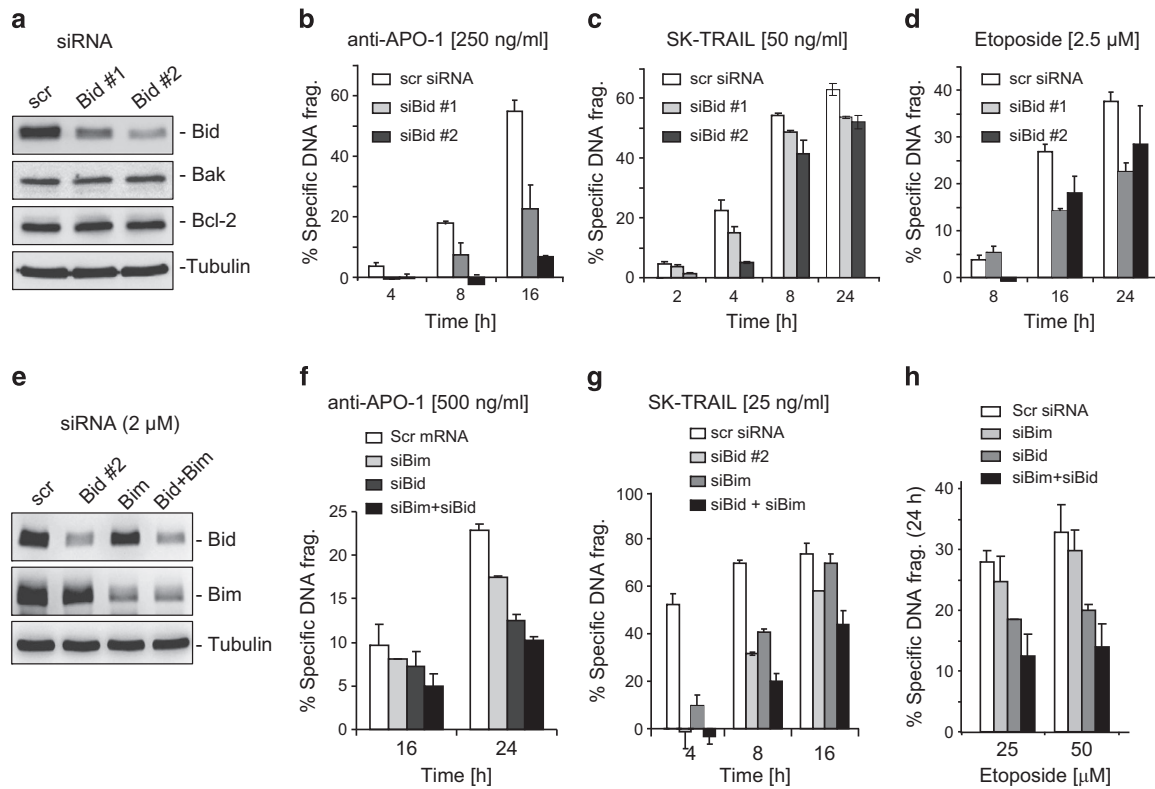 a
siRNA
scr
Bid #1
Bid #2
- Bid
- Bak
- Bcl-2
-Tubulin
b
anti-APO-1 [250 ng/ml]
scr siRNA
siBid #1
siBid #2
% Specific DNA frag.
60
40
20
0
4
8
16
Time [h]
c
SK-TRAIL [50 ng/ml]
scr siRNA
siBid #1
siBid #2
% Specific DNA frag.
60
40
20
0
2
4
8
24
Time [h]
d
Etoposide [2.5 µM]
scr siRNA
siBid #1
siBid #2
% Specific DNA frag.
40
30
20
10
0
8
16
24
Time [h]
e
siRNA (2 µM)
scr
Bid #2
Bim
Bid+Bim
- Bid
- Bim
- Tubulin
f
anti-APO-1 [500 ng/ml]
Scr mRNA
siBim
siBid
siBim+siBid
% Specific DNA frag.
25
20
15
10
5
0
16
24
Time [h]
g
SK-TRAIL [25 ng/ml]
scr siRNA
siBid #2
siBim
siBid + siBim
% Specific DNA frag.
100
80
60
40
20
0
4
8
16
Time [h]
h
Scr siRNA
siBim
siBid
siBim+siBid
% Specific DNA frag. (24 h)
40
30
20
10
0
25
50
Etoposide [µM]